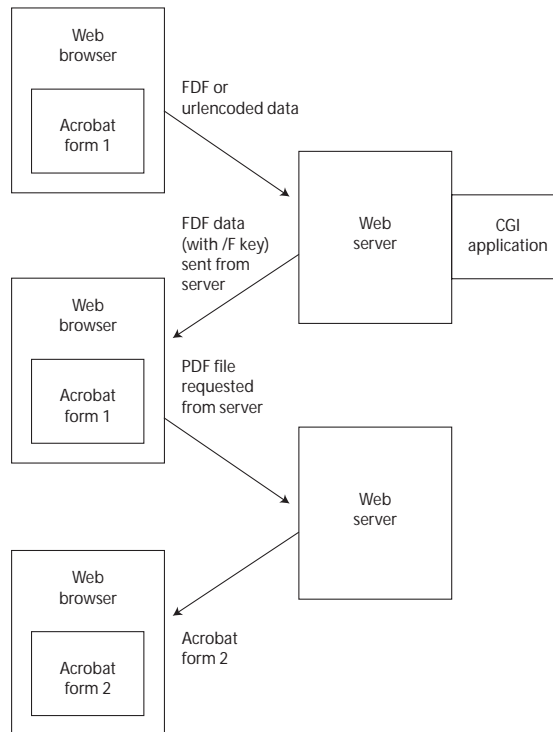 Web
browser
Acrobat
form 1
FDF or
urlencoded data
Web
server
CGI
application
FDF data
(with /F key)
sent from
server
Web
browser
Acrobat
form 1
PDF file
requested
from server
Web
server
Web
browser
Acrobat
form 2
Acrobat
form 2